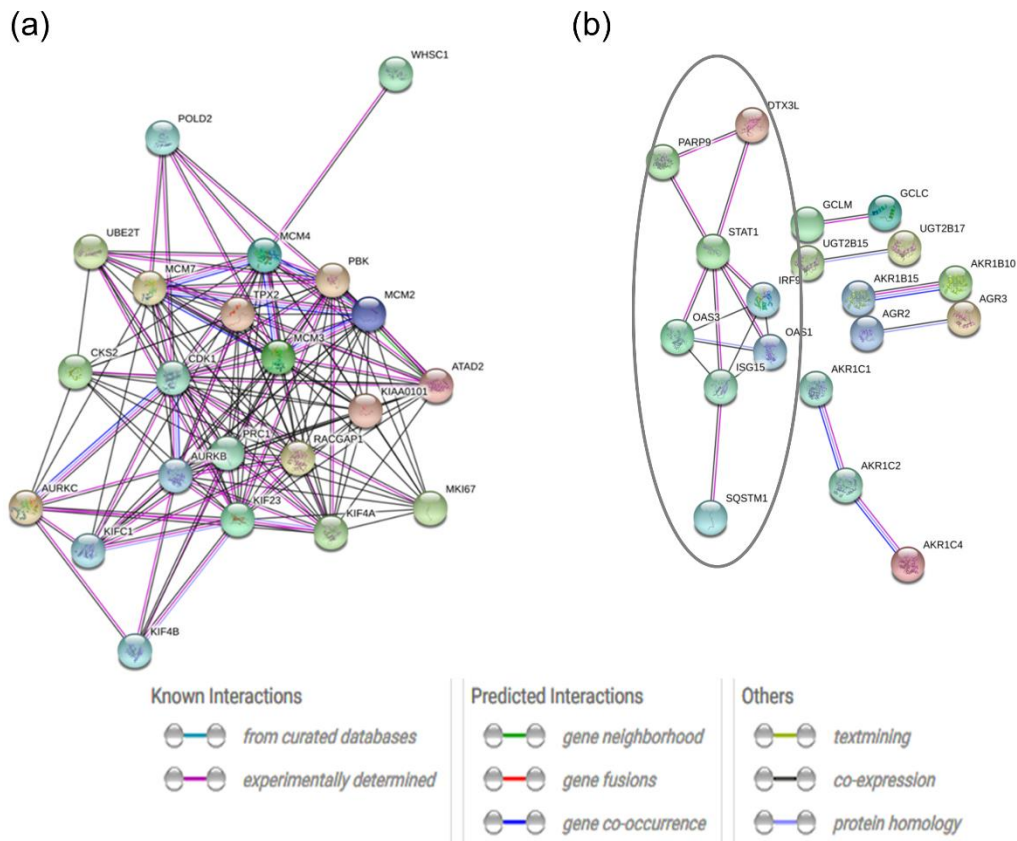 (a)
(b)
WHSC1
POLD2
UBE2T
MCM4
MCM7
PBK
TPX2
MCM2
MCM3
CKS2
CDK1
ATAD2
KIAA0101
PRC1
RACGAP1
AURKB
AURKC
KIF23
KIF4A
MKI67
KIFC1
KIF4B
DTX3L
PARP9
STAT1
IRF9
OAS3
OAS1
ISG15
SQSTM1
GCLM
GCLC
UGT2B15
UGT2B17
AKR1B15
AKR1B10
AGR2
AGR3
AKR1C1
AKR1C2
AKR1C4
Known Interactions
from curated databases
experimentally determined
Predicted Interactions
gene neighborhood
gene fusions
gene co-occurrence
Others
textmining
co-expression
protein homology